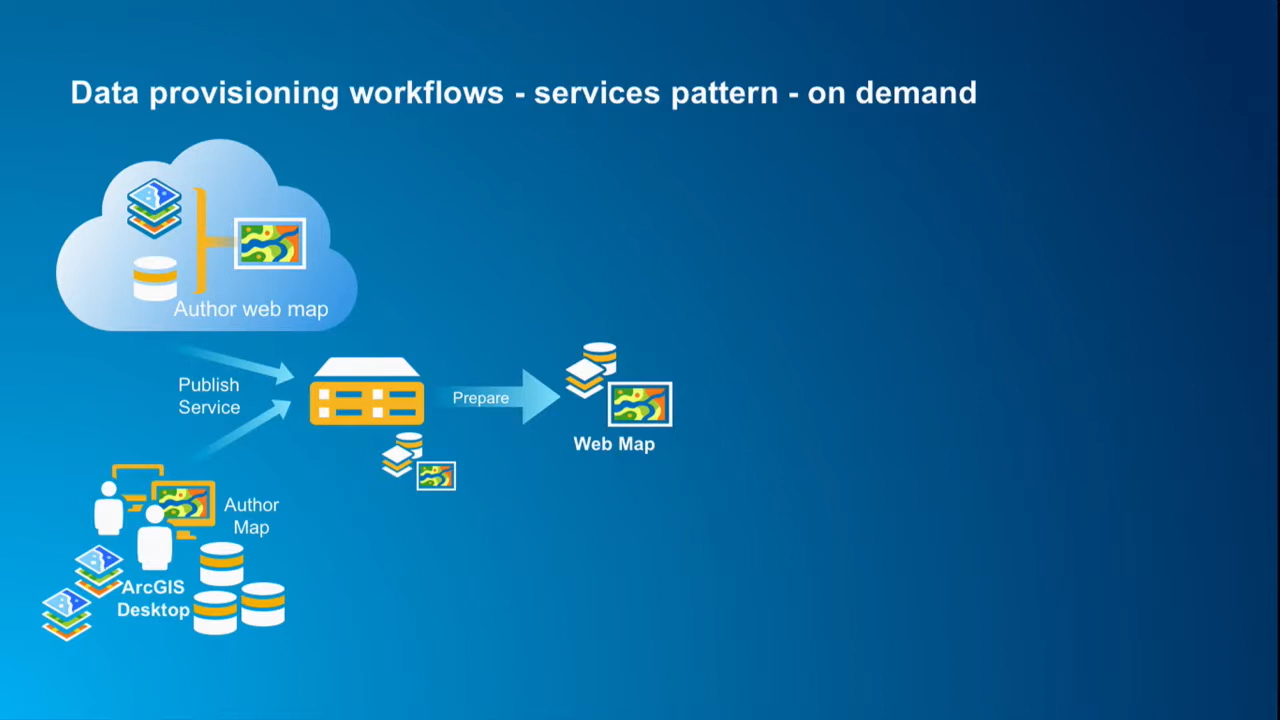 Data provisioning workflows - services pattern - on demand
Author web map
Publish
Service
Prepare
Web Map
Author
Map
ArcGIS
Desktop